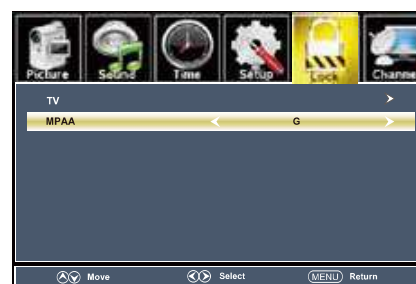 Picture Sound Time Setup Lock Channe
TV
MPAA G
Move Select MENU Return